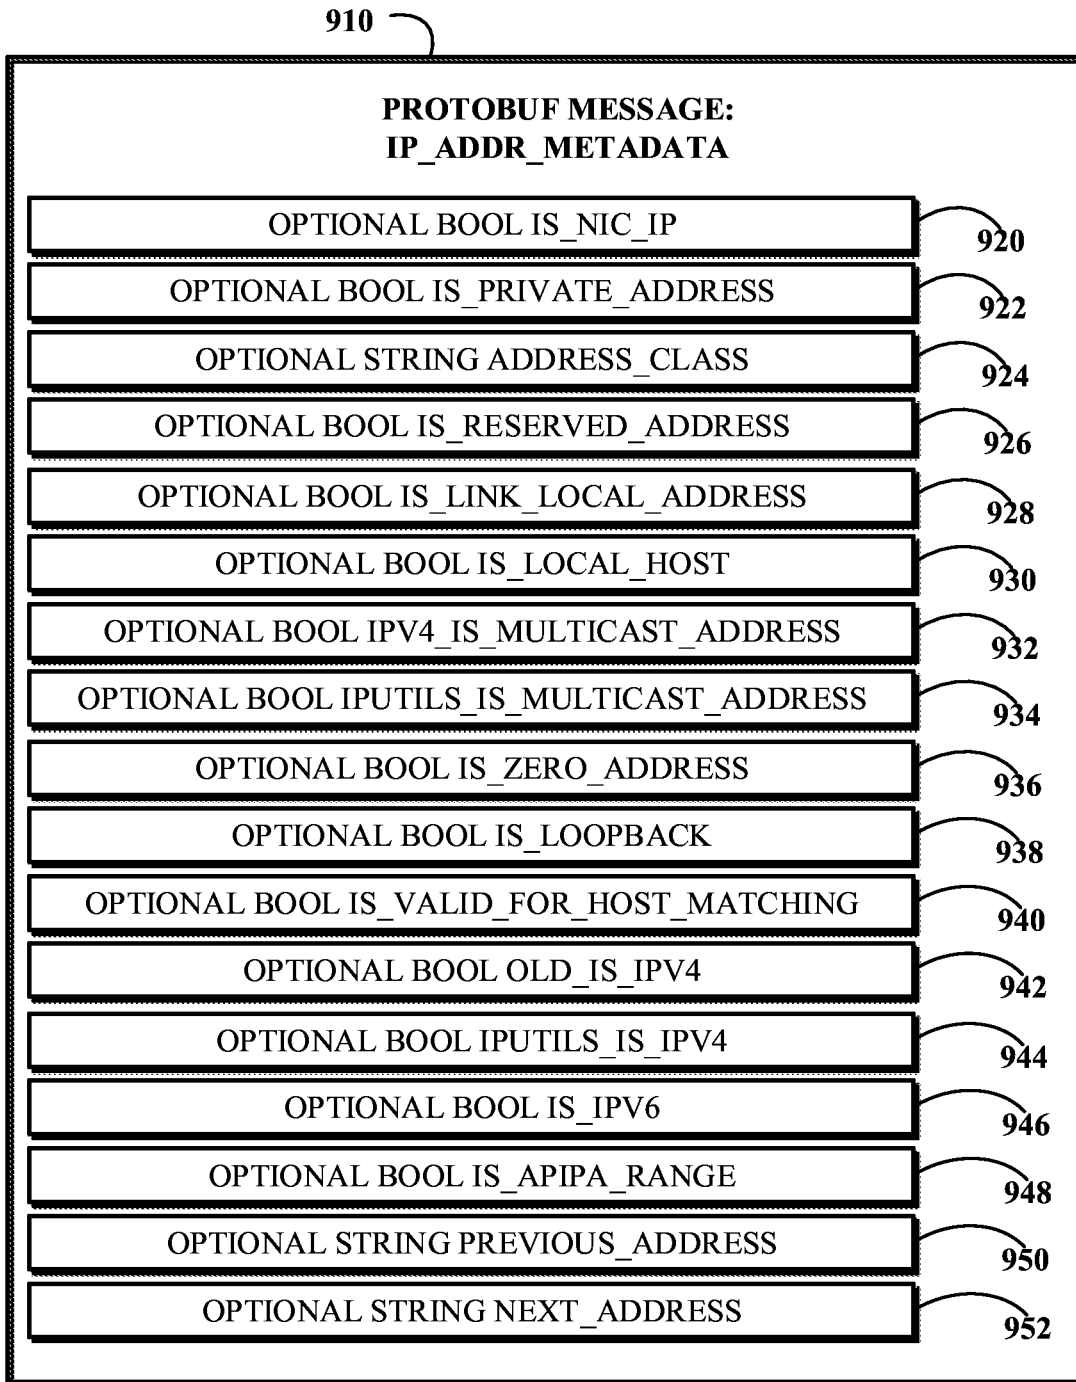 910
PROTOBUF MESSAGE:
IP_ADDR_METADATA
OPTIONAL BOOL IS_NIC_IP
920
OPTIONAL BOOL IS_PRIVATE_ADDRESS
922
OPTIONAL STRING ADDRESS_CLASS
924
OPTIONAL BOOL IS_RESERVED_ADDRESS
926
OPTIONAL BOOL IS_LINK_LOCAL_ADDRESS
928
OPTIONAL BOOL IS_LOCAL_HOST
930
OPTIONAL BOOL IPV4_IS_MULTICAST_ADDRESS
932
OPTIONAL BOOL IPUTILS_IS_MULTICAST_ADDRESS
934
OPTIONAL BOOL IS_ZERO_ADDRESS
936
OPTIONAL BOOL IS_LOOPBACK
938
OPTIONAL BOOL IS_VALID_FOR_HOST_MATCHING
940
OPTIONAL BOOL OLD_IS_IPV4
942
OPTIONAL BOOL IPUTILS_IS_IPV4
944
OPTIONAL BOOL IS_IPV6
946
OPTIONAL BOOL IS_APIPA_RANGE
948
OPTIONAL STRING PREVIOUS_ADDRESS
950
OPTIONAL STRING NEXT_ADDRESS
952